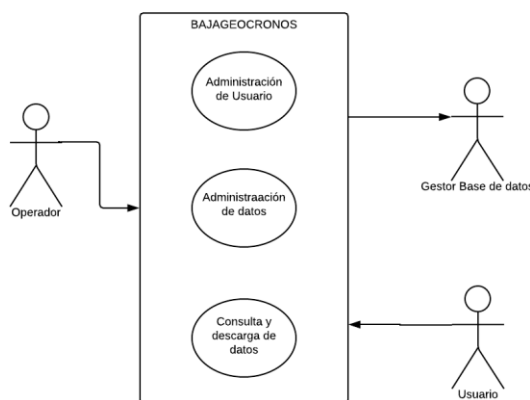 BAJAGEOCRONOS
Administración
de Usuario
Operador
Gestor Base de datos
Administraación
de datos
Consulta y
descarga de
datos
Usuario